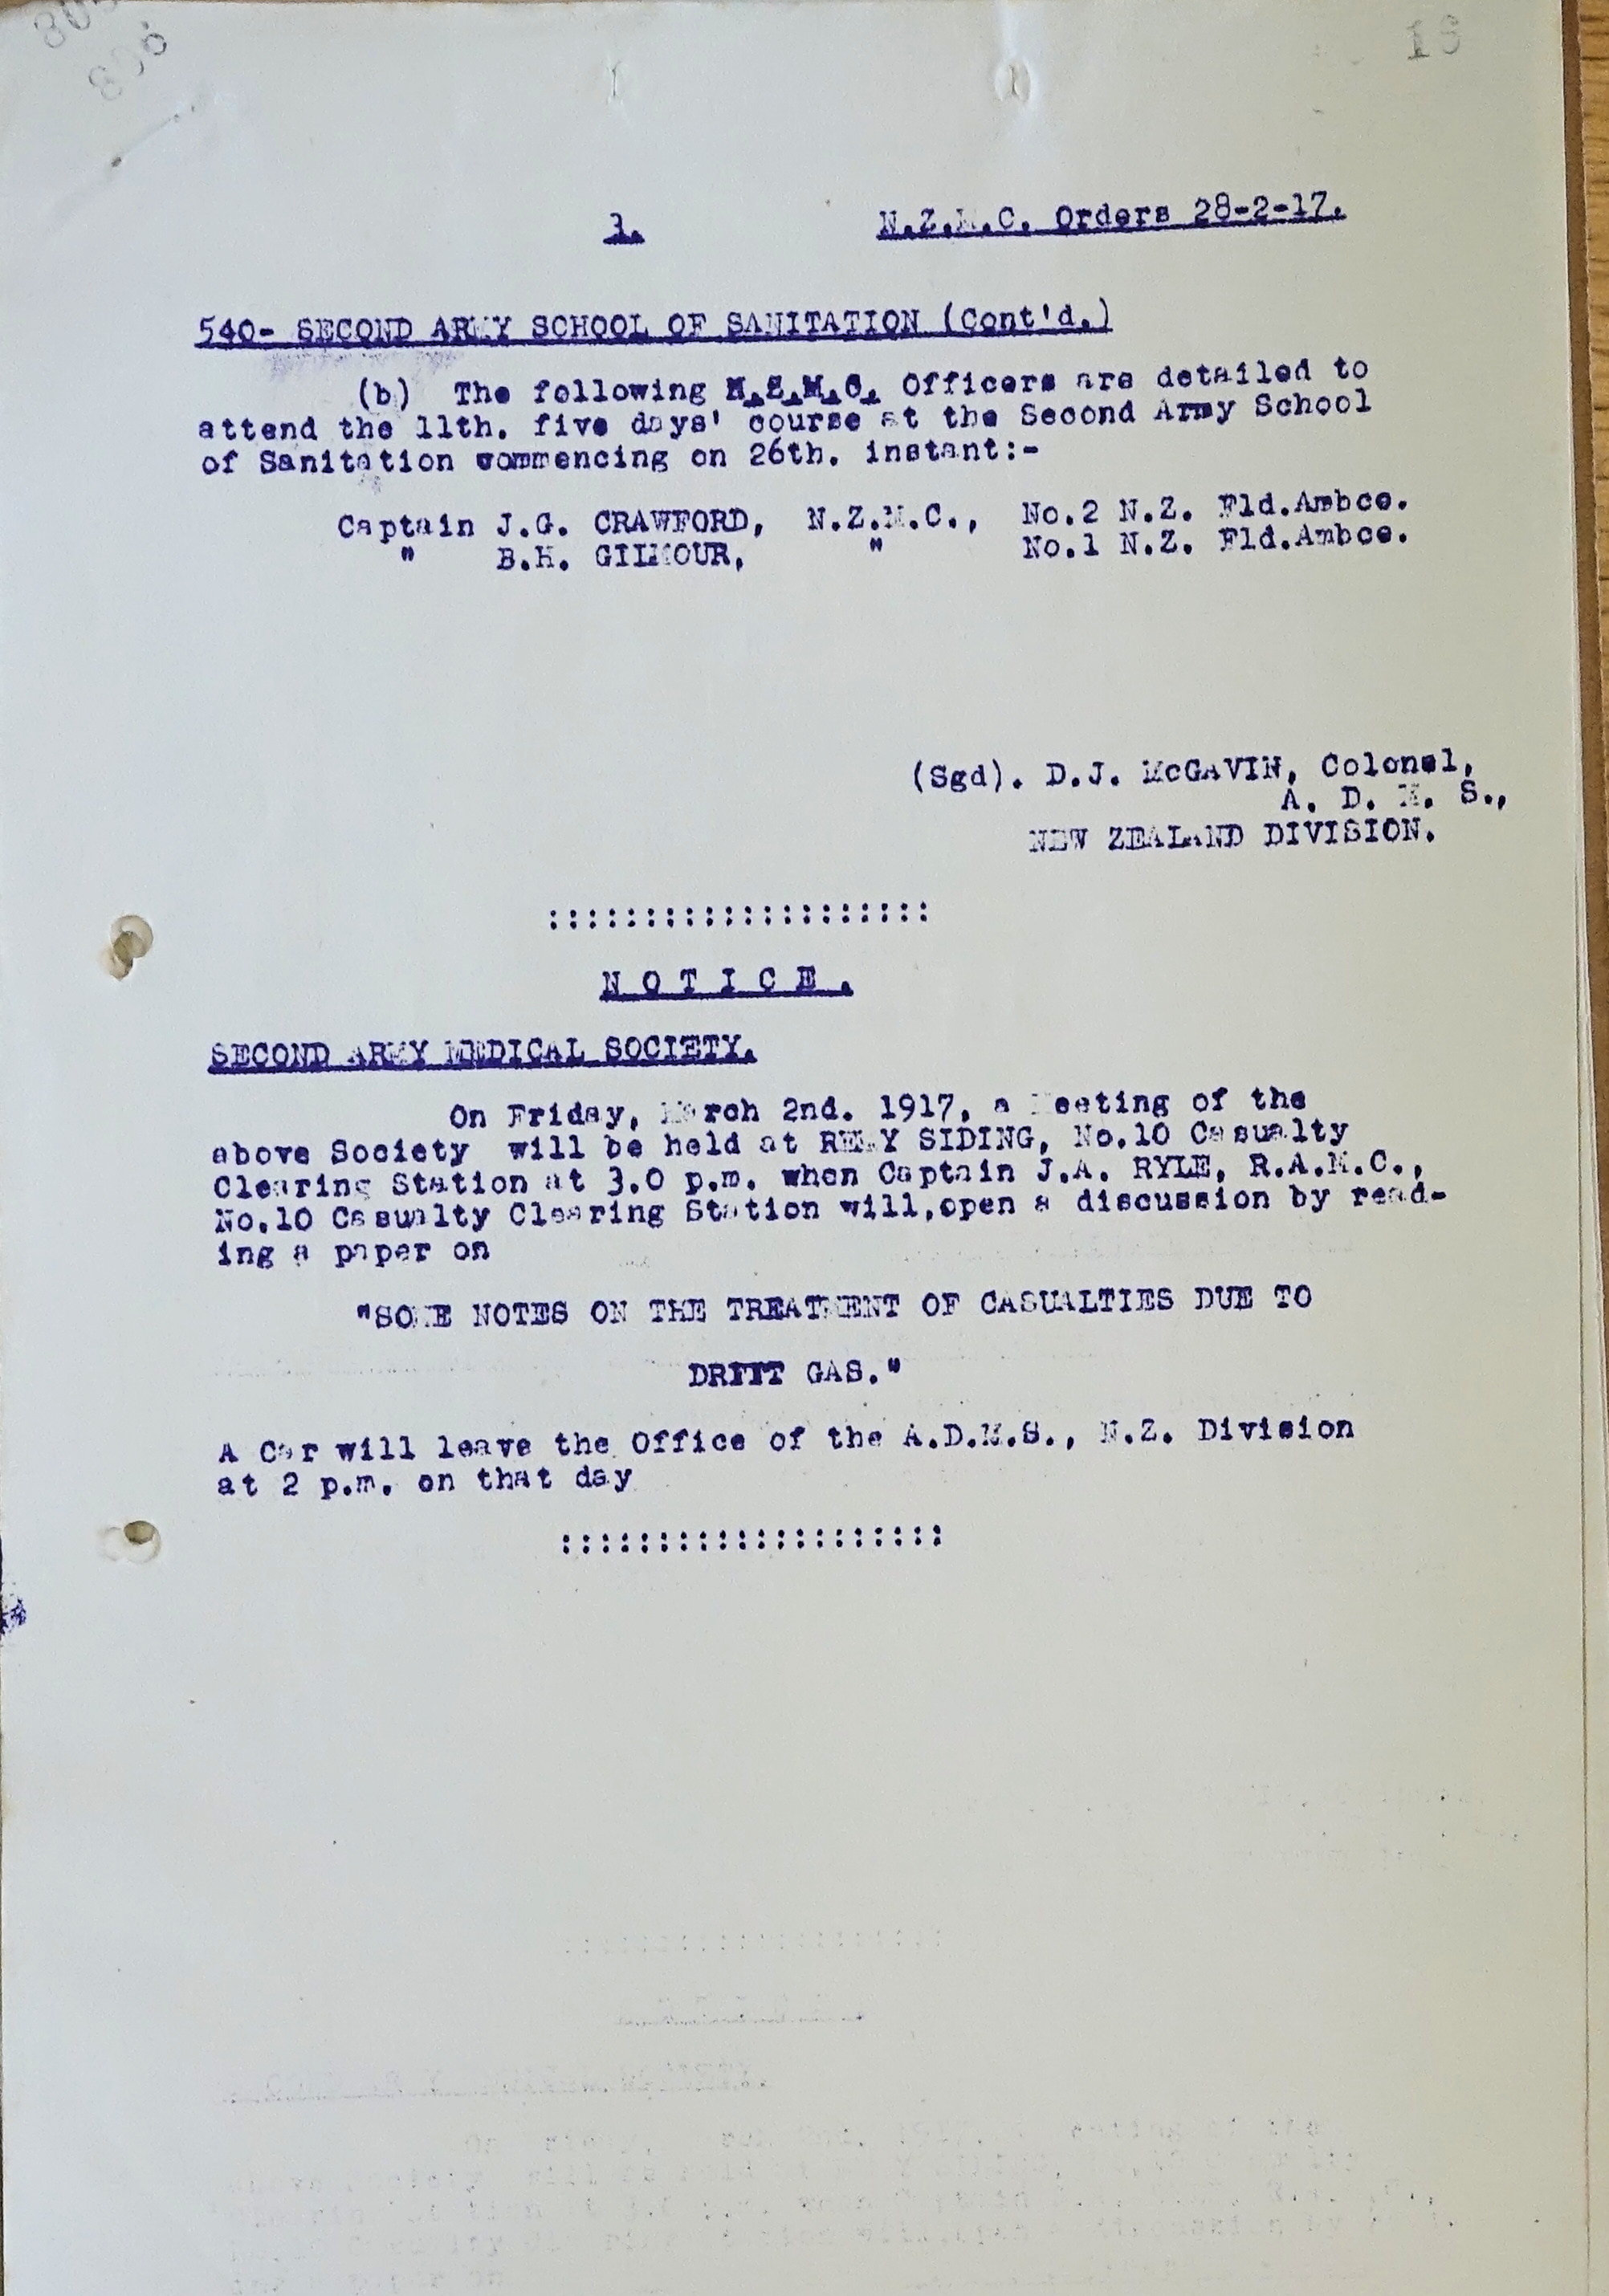 806
13
3.
N.Z.M.C. Orders 28-2-17.
540- SECOND ARMY SCHOOL OF SANITATION (Cont'd.)
(b) The following N.Z.M.C. Officers are detailed to
attend the 11th. five days' course at the Second Army School
of Sanitation commencing on 26th. instant:-
Captain J.G. CRAWFORD, N.Z.M.C., No.2 N.Z. Fld.Ambce.
" B.H. GILMOUR, " No.1 N.Z. Fld.Ambce.
(Sgd). D.J. McGAVIN, Colonel,
A. D. M. S.,
NEW ZEALAND DIVISION.
::::::::::::::::::::
N O T I C E .
SECOND ARMY MEDICAL SOCIETY.
On Friday, March 2nd. 1917, a Meeting of the
above Society will be held at REMY SIDING, No.10 Casualty
Clearing Station at 3.0 p.m. when Captain J.A. RYLE, R.A.M.C.,
No.10 Casualty Clearing Station will,open a discussion by read-
ing a paper on
"SOME NOTES ON THE TREATMENT OF CASUALTIES DUE TO
DRIFT GAS."
A Car will leave the Office of the A.D.M.S., N.Z. Division
at 2 p.m. on that day
::::::::::::::::::::